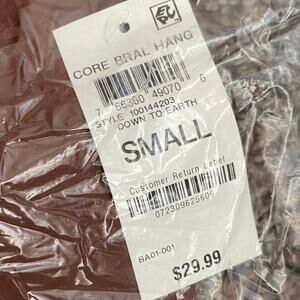 CORE BRAL HANG
7 66360 49070 6
STYLE 100144203
DOWN TO EARTH
SMALL
Customer Return Label
072309625606
BA01-001
$29.99